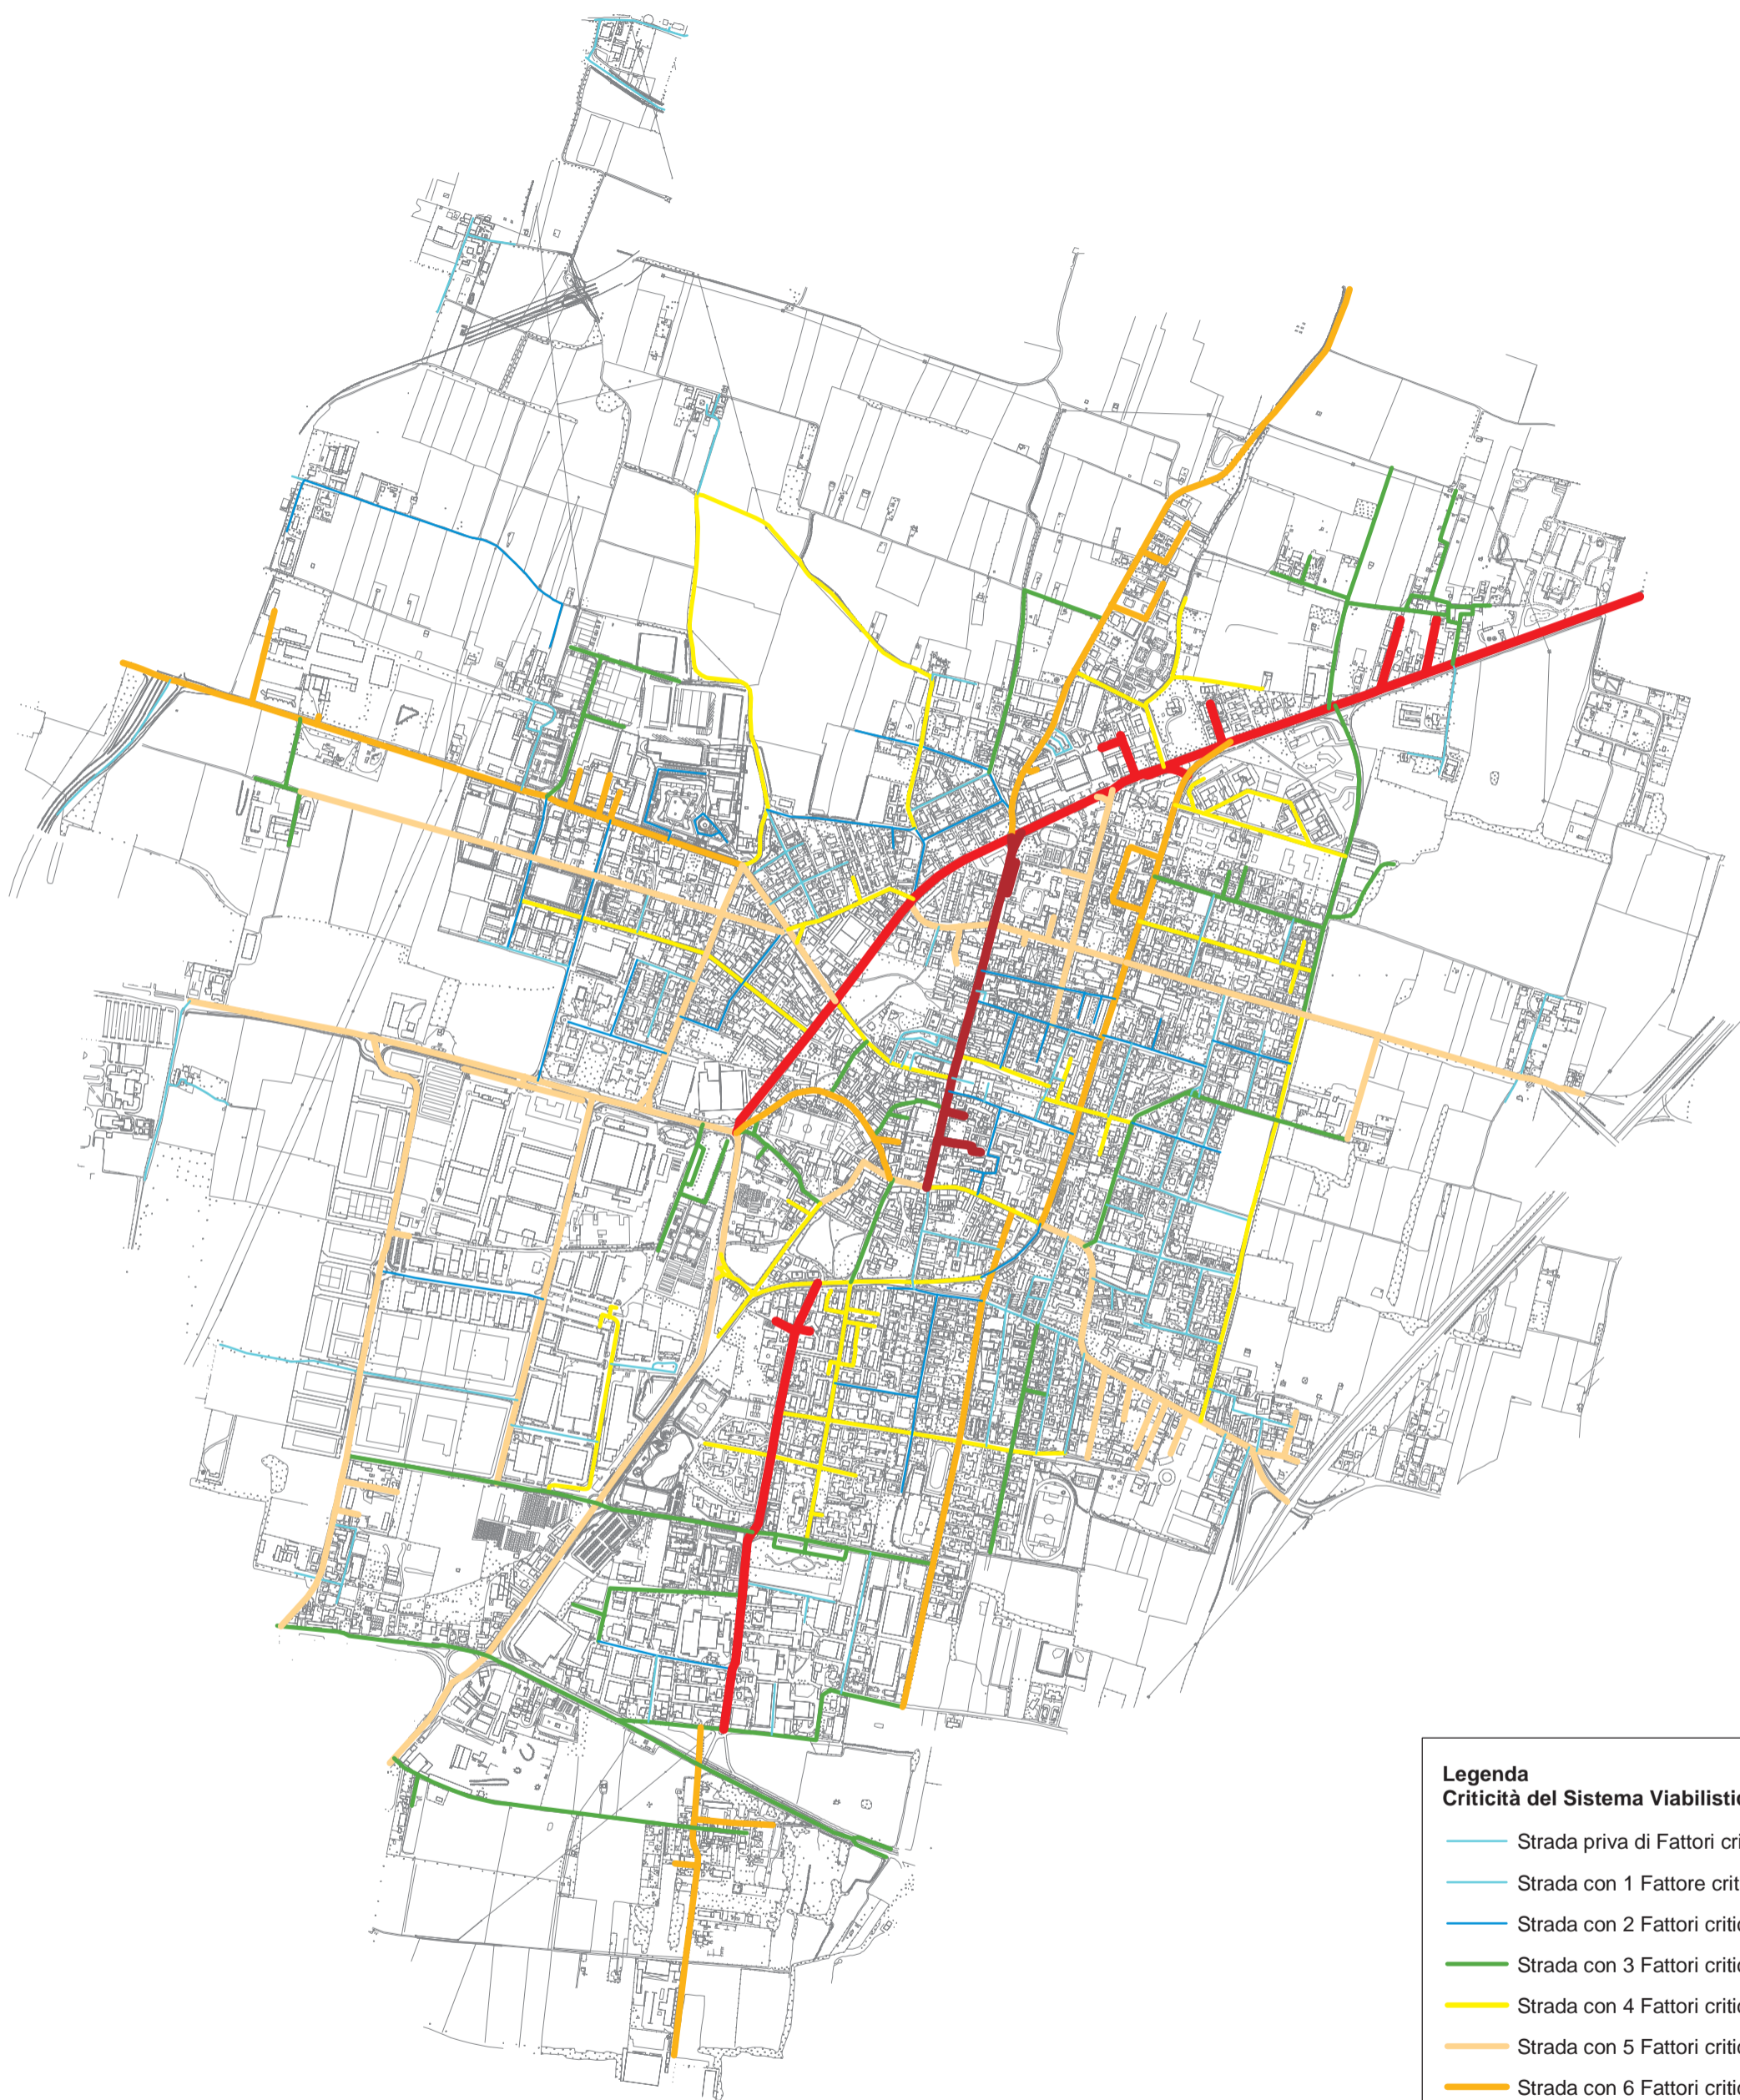 Legenda
Criticità del Sistema Viabilistic
Strada priva di Fattori cri
Strada con 1 Fattore crit
Strada con 2 Fattori critic
Strada con 3 Fattori critic
Strada con 4 Fattori critic
Strada con 5 Fattori critic
Strada con 6 Fattori critic